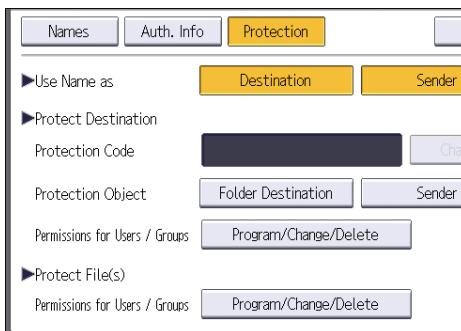 Names Auth. Info Protection
▶Use Name as Destination Sender
▶Protect Destination
Protection Code
Protection Object Folder Destination Sender
Permissions for Users / Groups Program/Change/Delete
▶Protect File(s)
Permissions for Users / Groups Program/Change/Delete